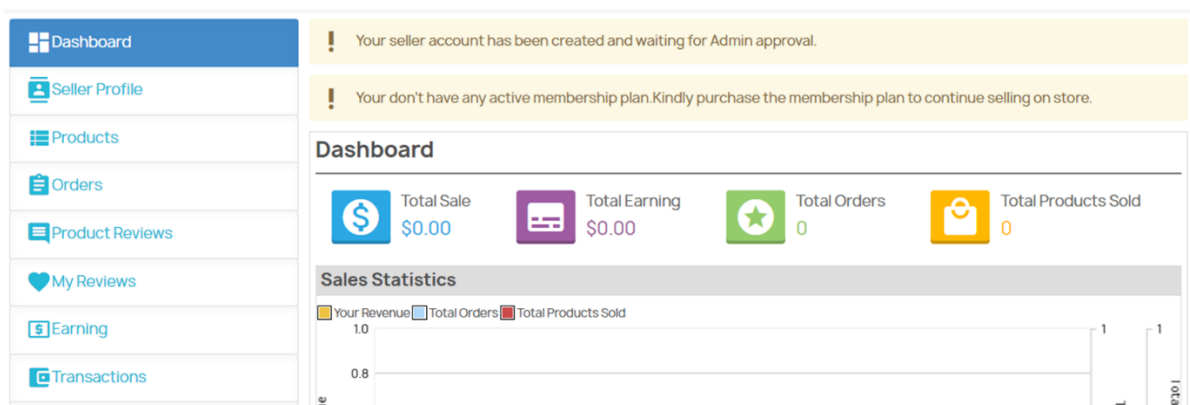 Dashboard
Your seller account has been created and waiting for Admin approval.
Seller Profile
Your don't have any active membership plan.Kindly purchase the membership plan to continue selling on store.
Products
Dashboard
Orders
Total Sale
$0.00
Total Earning
$0.00
Total Orders
0
Total Products Sold
0
Product Reviews
My Reviews
Sales Statistics
Earning
Your Revenue Total Orders Total Products Sold
1.0
1
1
Transactions
0.8